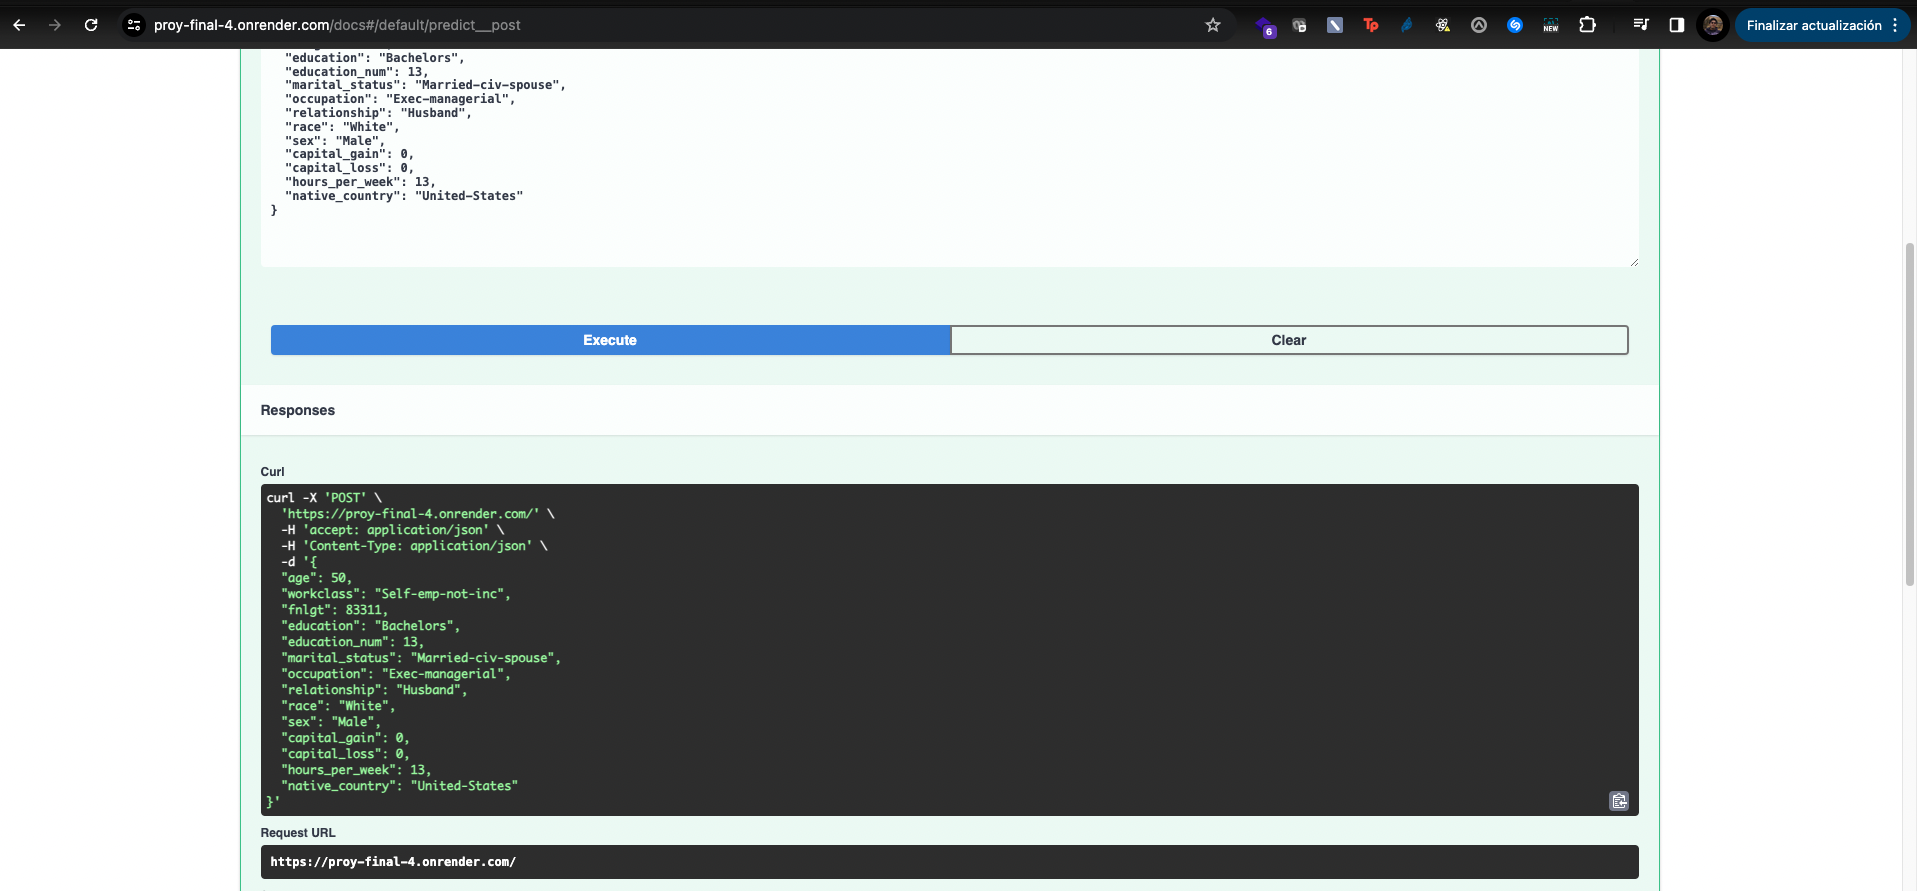 proy-final-4.onrender.com/docs#/default/predict__post
6
Tp
NEW
Finalizar actualización
"education": "Bachelors",
"education_num": 13,
"marital_status": "Married-civ-spouse",
"occupation": "Exec-managerial",
"relationship": "Husband",
"race": "White",
"sex": "Male",
"capital_gain": 0,
"capital_loss": 0,
"hours_per_week": 13,
"native_country": "United-States"
}
Execute
Clear
Responses
Curl
curl -X 'POST' \
'https://proy-final-4.onrender.com/' \
-H 'accept: application/json' \
-H 'Content-Type: application/json' \
-d '{
"age": 50,
"workclass": "Self-emp-not-inc",
"fnlgt": 83311,
"education": "Bachelors",
"education_num": 13,
"marital_status": "Married-civ-spouse",
"occupation": "Exec-managerial",
"relationship": "Husband",
"race": "White",
"sex": "Male",
"capital_gain": 0,
"capital_loss": 0,
"hours_per_week": 13,
"native_country": "United-States"
}'
Request URL
https://proy-final-4.onrender.com/